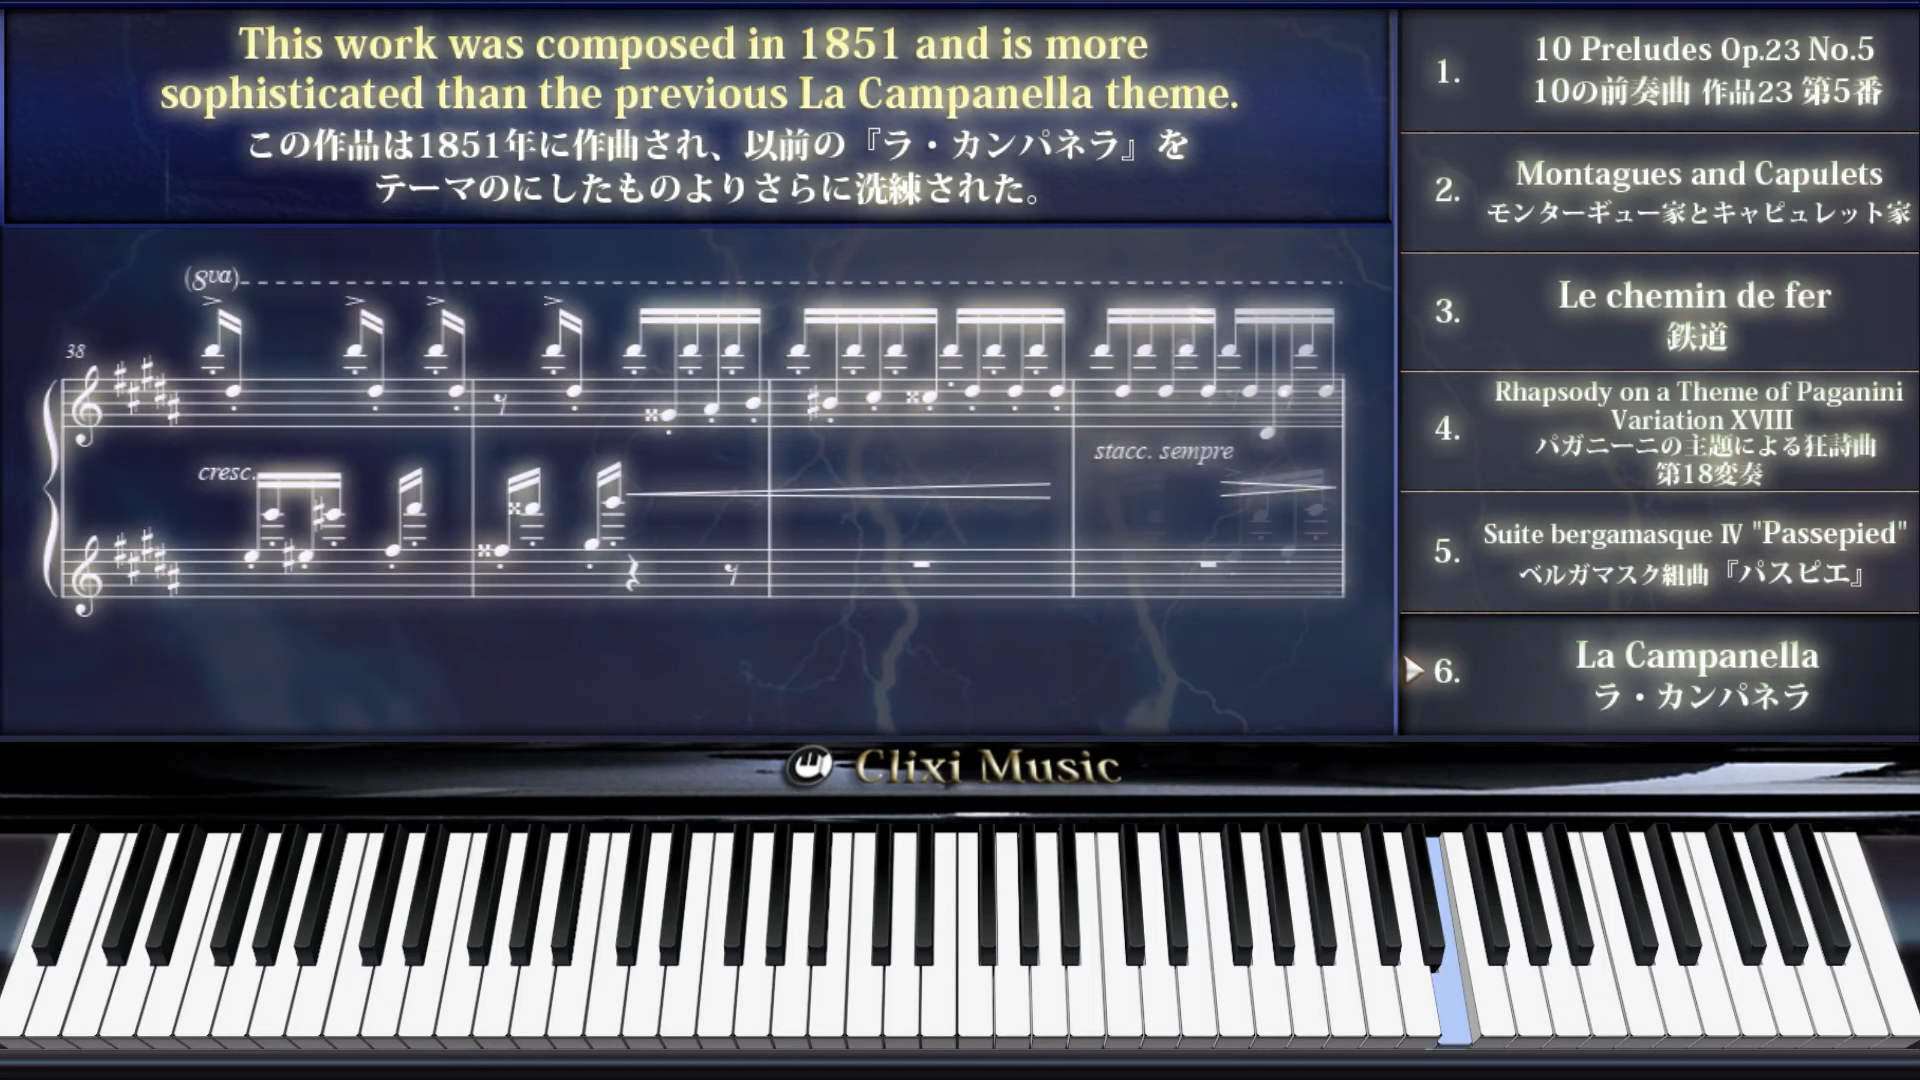 This work was composed in 1851 and is more
sophisticated than the previous La Campanella theme.
この作品は1851年に作曲され、以前の『ラ・カンパネラ』を
テーマのにしたものよりさらに洗練された。
(8va)
38
cresc.
stacc. sempre
1.
10 Preludes Op.23 No.5
10の前奏曲 作品23 第5番
2.
Montagues and Capulets
モンターギュー家とキャピュレット家
3.
Le chemin de fer
鉄道
4.
Rhapsody on a Theme of Paganini
Variation XVIII
パガニーニの主題による狂詩曲
第18変奏
5.
Suite bergamasque Ⅳ "Passepied"
ベルガマスク組曲『パスピエ』
6.
La Campanella
ラ・カンパネラ
Clixi Music